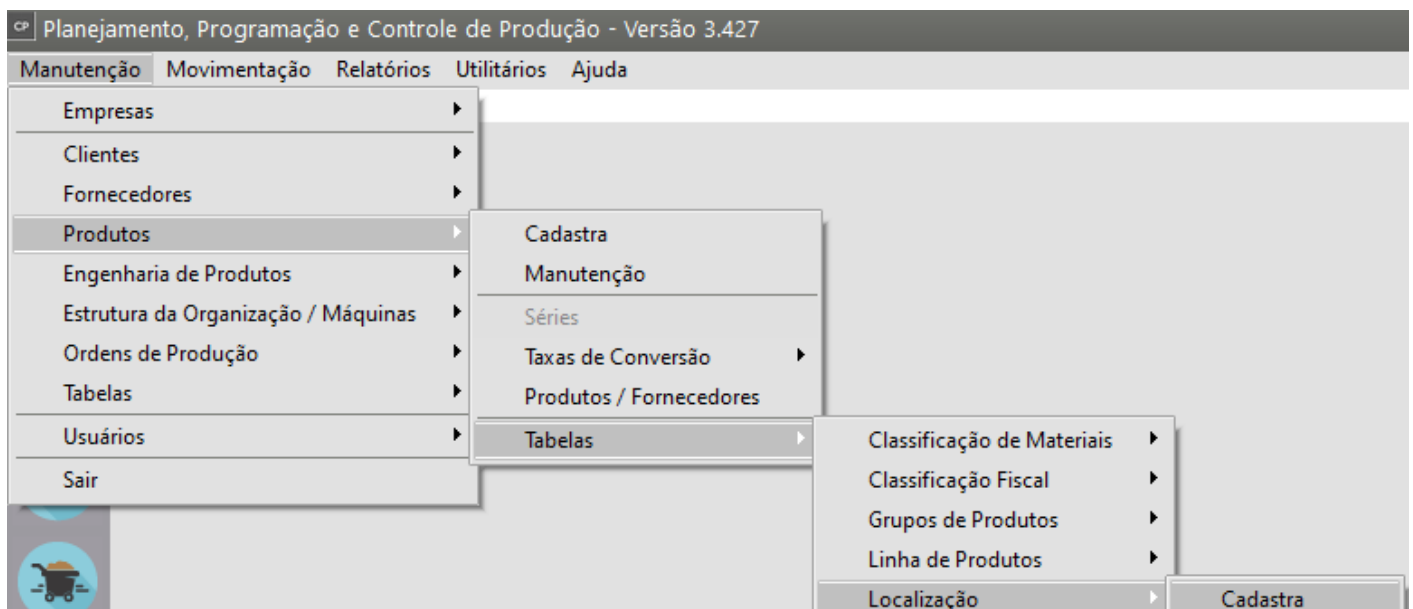 CP Planejamento, Programação e Controle de Produção - Versão 3.427
Manutenção Movimentação Relatórios Utilitários Ajuda
Empresas
Clientes
Fornecedores
Produtos
Engenharia de Produtos
Estrutura da Organização / Máquinas
Ordens de Produção
Tabelas
Usuários
Sair
Cadastra
Manutenção
Séries
Taxas de Conversão
Produtos / Fornecedores
Tabelas
Classificação de Materiais
Classificação Fiscal
Grupos de Produtos
Linha de Produtos
Localização
Cadastra